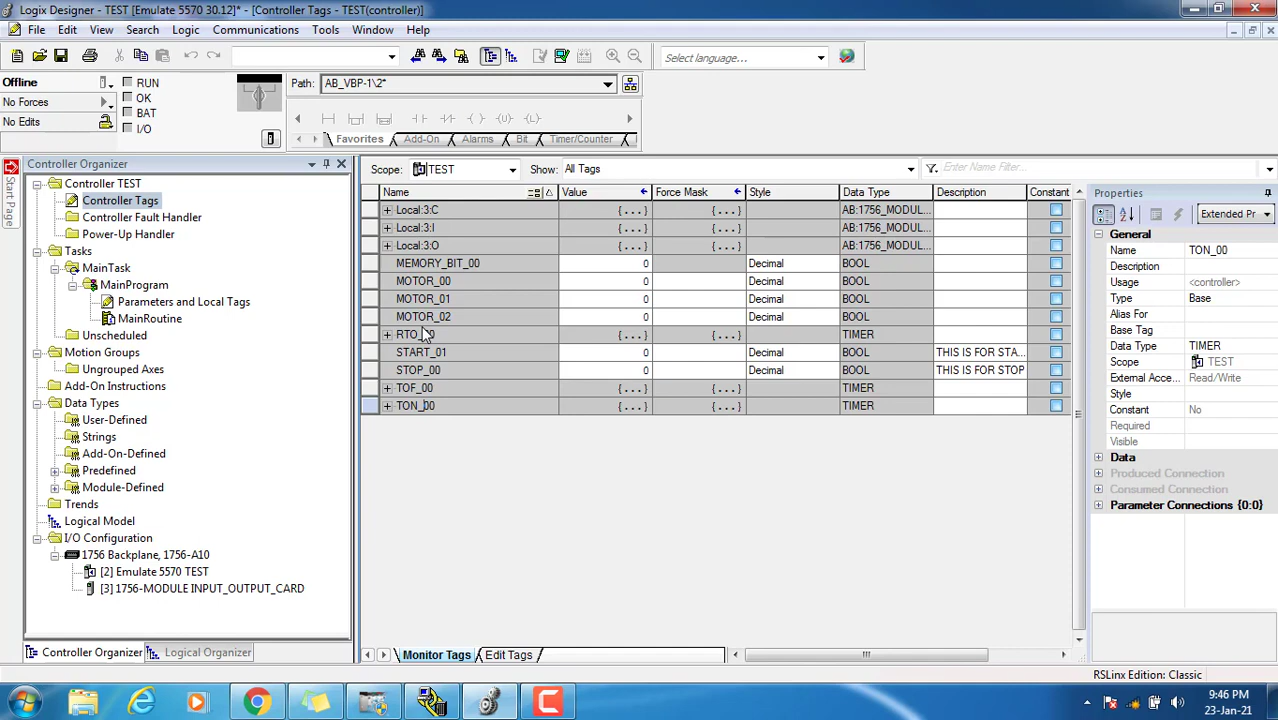 Logix Designer - TEST [Emulate 5570 30.12]* - [Controller Tags - TEST(controller)]
File Edit View Search Logic Communications Tools Window Help
Select language...
Offline RUN
No Forces OK
No Edits BAT
I/O
Path: AB_VBP-1\2*
Favorites Add-On Alarms Bit Timer/Counter
Start Page
Controller Organizer
Controller TEST
Controller Tags
Controller Fault Handler
Power-Up Handler
Tasks
MainTask
MainProgram
Parameters and Local Tags
MainRoutine
Unscheduled
Motion Groups
Ungrouped Axes
Add-On Instructions
Data Types
User-Defined
Strings
Add-On-Defined
Predefined
Module-Defined
Trends
Logical Model
I/O Configuration
1756 Backplane, 1756-A10
[2] Emulate 5570 TEST
[3] 1756-MODULE INPUT_OUTPUT_CARD
Controller Organizer Logical Organizer
Scope: TEST Show: All Tags Enter Name Filter...
Name Value Force Mask Style Data Type Description Constant
Local:3:C {...} {...} AB:1756_MODUL...
Local:3:I {...} {...} AB:1756_MODUL...
Local:3:O {...} {...} AB:1756_MODUL...
MEMORY_BIT_00 0 Decimal BOOL
MOTOR_00 0 Decimal BOOL
MOTOR_01 0 Decimal BOOL
MOTOR_02 0 Decimal BOOL
RTO_00 {...} {...} TIMER
START_01 0 Decimal BOOL THIS IS FOR STA...
STOP_00 0 Decimal BOOL THIS IS FOR STOP
TOF_00 {...} {...} TIMER
TON_00 {...} {...} TIMER
Monitor Tags Edit Tags
Properties
Extended Pr
General
Name TON_00
Description
Usage <controller>
Type Base
Alias For
Base Tag
Data Type TIMER
Scope TEST
External Acce... Read/Write
Style
Constant No
Required
Visible
Data
Produced Connection
Consumed Connection
Parameter Connections {0:0}
RSLinx Edition: Classic
9:46 PM
23-Jan-21